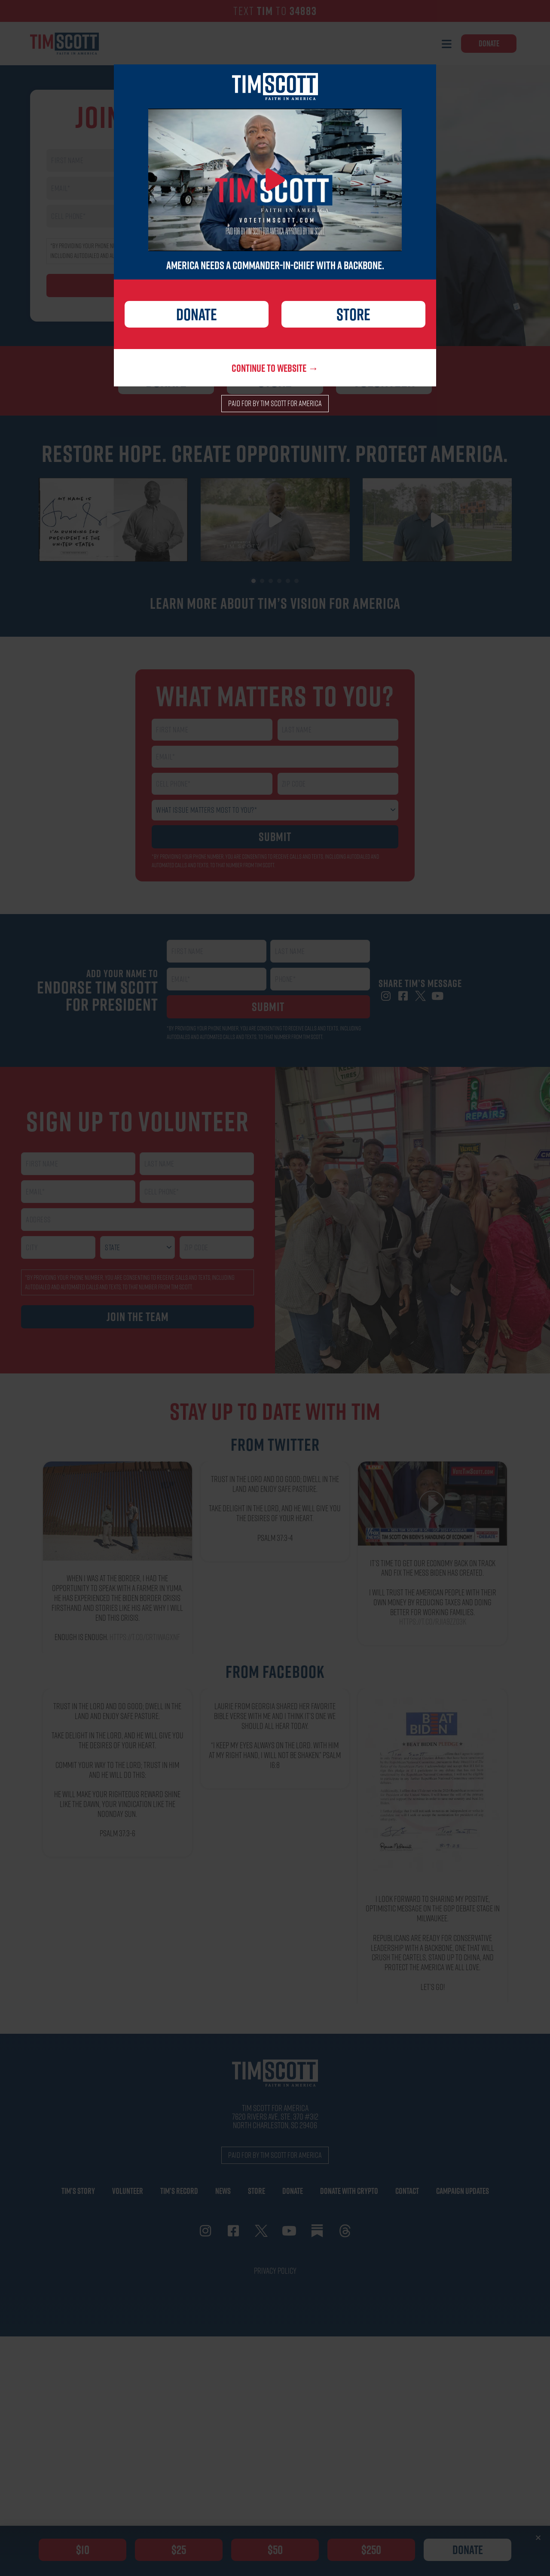 TEXT TIM TO 34883
TIMSCOTT
DONATE
JOIN
TIMSCOTT
FAITH IN AMERICA
TIMSCOTT
FAITH IN AMERICA
VOTETIMSCOTT.COM
PAID FOR BY TIM SCOTT FOR AMERICA. APPROVED BY TIM SCOTT.
AMERICA NEEDS A COMMANDER-IN-CHIEF WITH A BACKBONE.
DONATE
STORE
CONTINUE TO WEBSITE →
PAID FOR BY TIM SCOTT FOR AMERICA
RESTORE HOPE. CREATE OPPORTUNITY. PROTECT AMERICA.
MY NAME IS
I'M RUNNING FOR
PRESIDENT OF THE
UNITED STATES
LEARN MORE ABOUT TIM'S VISION FOR AMERICA
WHAT MATTERS TO YOU?
FIRST NAME* LAST NAME*
EMAIL*
CELL PHONE* ZIP CODE*
WHAT ISSUE MATTERS MOST TO YOU?*
SUBMIT
ADD YOUR NAME TO
ENDORSE TIM SCOTT
FOR PRESIDENT
FIRST NAME* LAST NAME*
EMAIL* PHONE*
SUBMIT
SHARE TIM'S MESSAGE
SIGN UP TO VOLUNTEER
CAR
REPAIRS
FIRST NAME* LAST NAME*
EMAIL* CELL PHONE*
ADDRESS*
CITY* STATE ZIP CODE*
JOIN THE TEAM
STAY UP TO DATE WITH TIM
FROM TWITTER
WHEN I WAS AT THE BORDER, I HAD THE
OPPORTUNITY TO SPEAK WITH A FARMER IN YUMA.
HE HAS EXPERIENCED THE BIDEN BORDER CRISIS
FIRSTHAND AND STORIES LIKE HIS ARE WHY I WILL
END THIS CRISIS.
ENOUGH IS ENOUGH.
TRUST IN THE LORD AND DO GOOD; DWELL IN THE
LAND AND ENJOY SAFE PASTURE.
TAKE DELIGHT IN THE LORD, AND HE WILL GIVE YOU
THE DESIRES OF YOUR HEART.
PSALM 37:3-4
TIM SCOTT ON BIDEN'S HANDLING OF ECONOMY
IT'S TIME TO GET OUR ECONOMY BACK ON TRACK
AND FIX THE MESS BIDEN HAS CREATED.
I WILL TRUST THE AMERICAN PEOPLE WITH THEIR
OWN MONEY BY REDUCING TAXES AND DOING
BETTER FOR WORKING FAMILIES.
FROM FACEBOOK
TRUST IN THE LORD AND DO GOOD; DWELL IN THE
LAND AND ENJOY SAFE PASTURE.
TAKE DELIGHT IN THE LORD, AND HE WILL GIVE YOU
THE DESIRES OF YOUR HEART.
COMMIT YOUR WAY TO THE LORD; TRUST IN HIM
AND HE WILL DO THIS:
HE WILL MAKE YOUR RIGHTEOUS REWARD SHINE
LIKE THE DAWN, YOUR VINDICATION LIKE THE
NOONDAY SUN.
PSALM 37:3-6
LAURIE FROM GEORGIA SHARED HER FAVORITE
BIBLE VERSE WITH ME AND I THINK IT'S ONE WE
SHOULD ALL HEAR TODAY.
"I KEEP MY EYES ALWAYS ON THE LORD. WITH HIM
AT MY RIGHT HAND, I WILL NOT BE SHAKEN." PSALM
16:8
BEAT
BIDEN
I LOOK FORWARD TO SHARING MY POSITIVE,
OPTIMISTIC MESSAGE ON THE GOP DEBATE STAGE IN
MILWAUKEE.
REPUBLICANS ARE READY FOR CONSERVATIVE
LEADERSHIP WITH A BACKBONE, ONE THAT WILL
CRUSH THE CARTELS, STAND UP TO CHINA, AND
PROTECT THE AMERICA WE ALL LOVE.
LET'S GO!
TIMSCOTT
FAITH IN AMERICA
TIM SCOTT FOR AMERICA
7620 RIVERS AVE, STE. 370 #312
NORTH CHARLESTON, SC 29406
PAID FOR BY TIM SCOTT FOR AMERICA
TIM'S STORY VOLUNTEER TIM'S RECORD NEWS STORE DONATE DONATE WITH CRYPTO CONTACT CAMPAIGN UPDATES
PRIVACY POLICY
$10 $25 $50 $250 DONATE